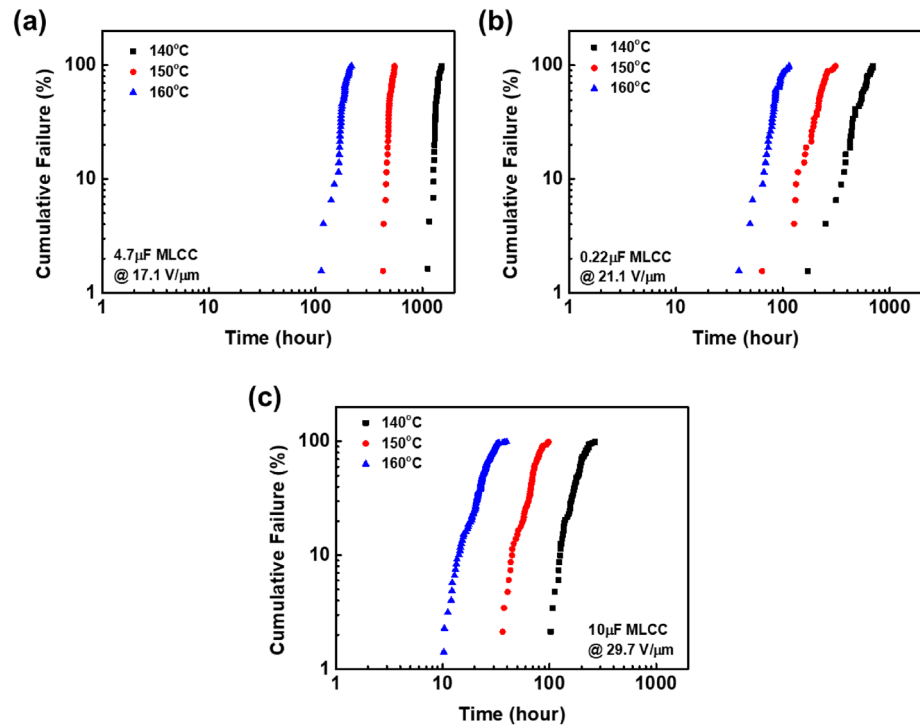 (a)
140°C
150°C
160°C
100
10
1
Cumulative Failure (%)
4.7μF MLCC
@ 17.1 V/μm
1
10
100
1000
Time (hour)
(b)
140°C
150°C
160°C
100
10
1
Cumulative Failure (%)
0.22μF MLCC
@ 21.1 V/μm
1
10
100
1000
Time (hour)
(c)
140°C
150°C
160°C
100
10
1
Cumulative Failure (%)
10μF MLCC
@ 29.7 V/μm
1
10
100
1000
Time (hour)